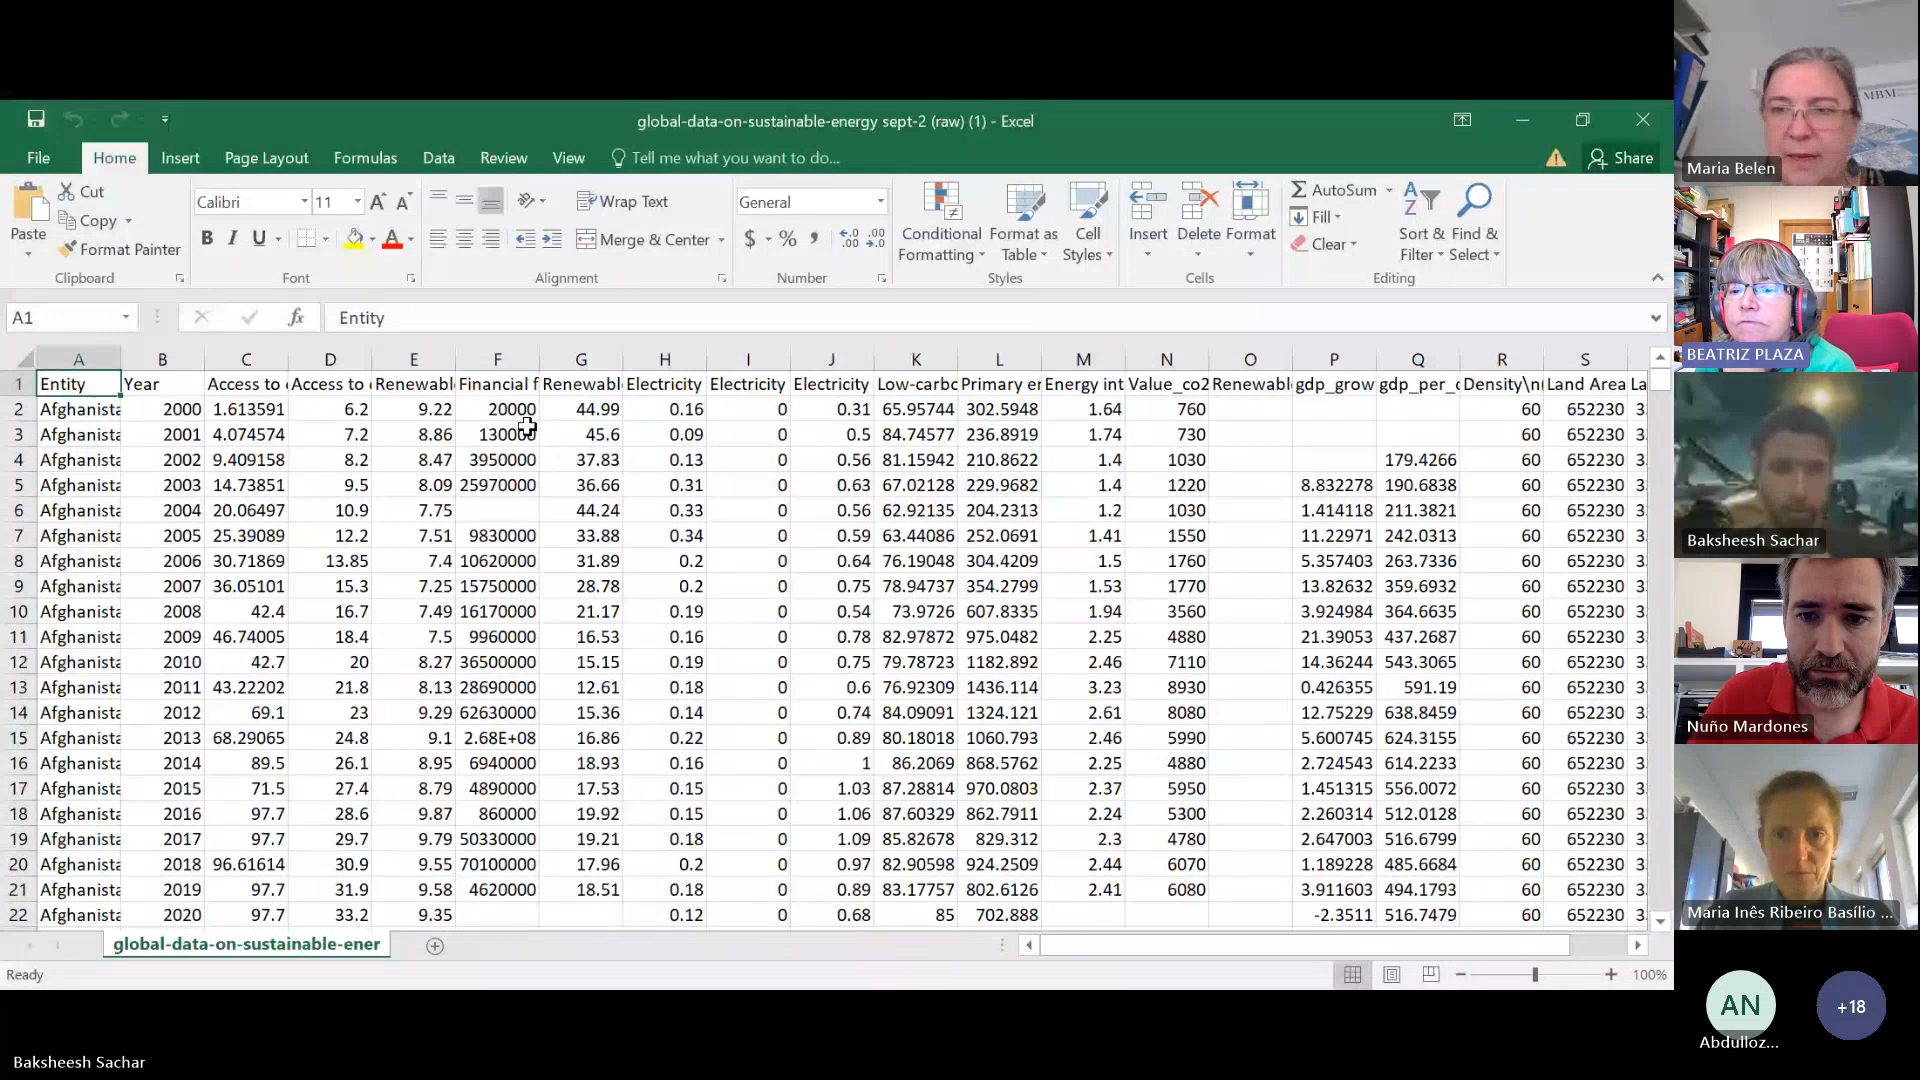 global-data-on-sustainable-energy sept-2 (raw) (1) - Excel
File Home Insert Page Layout Formulas Data Review View Tell me what you want to do... Share
Paste Cut Copy Format Painter Clipboard
Calibri 11 A A B I U A Font
Wrap Text Merge & Center Alignment
General $ % , .00 Number
Conditional Formatting Format as Table Cell Styles Styles
Insert Delete Format Cells
AutoSum Fill Clear Sort & Filter Find & Select Editing
A1 fx Entity
A B C D E F G H I J K L M N O P Q R S
1 Entity Year Access to Access to Renewable Financial f Renewable Electricity Electricity Electricity Low-carbo Primary en Energy int Value_co2 Renewable gdp_grow gdp_per_ Density\n Land Area La
2 Afghanista 2000 1.613591 6.2 9.22 20000 44.99 0.16 0 0.31 65.95744 302.5948 1.64 760 60 652230 3
3 Afghanista 2001 4.074574 7.2 8.86 130000 45.6 0.09 0 0.5 84.74577 236.8919 1.74 730 60 652230 3
4 Afghanista 2002 9.409158 8.2 8.47 3950000 37.83 0.13 0 0.56 81.15942 210.8622 1.4 1030 179.4266 60 652230 3
5 Afghanista 2003 14.73851 9.5 8.09 25970000 36.66 0.31 0 0.63 67.02128 229.9682 1.4 1220 8.832278 190.6838 60 652230 3
6 Afghanista 2004 20.06497 10.9 7.75 44.24 0.33 0 0.56 62.92135 204.2313 1.2 1030 1.414118 211.3821 60 652230 3
7 Afghanista 2005 25.39089 12.2 7.51 9830000 33.88 0.34 0 0.59 63.44086 252.0691 1.41 1550 11.22971 242.0313 60 652230 3
8 Afghanista 2006 30.71869 13.85 7.4 10620000 31.89 0.2 0 0.64 76.19048 304.4209 1.5 1760 5.357403 263.7336 60 652230 3
9 Afghanista 2007 36.05101 15.3 7.25 15750000 28.78 0.2 0 0.75 78.94737 354.2799 1.53 1770 13.82632 359.6932 60 652230 3
10 Afghanista 2008 42.4 16.7 7.49 16170000 21.17 0.19 0 0.54 73.9726 607.8335 1.94 3560 3.924984 364.6635 60 652230 3
11 Afghanista 2009 46.74005 18.4 7.5 9960000 16.53 0.16 0 0.78 82.97872 975.0482 2.25 4880 21.39053 437.2687 60 652230 3
12 Afghanista 2010 42.7 20 8.27 36500000 15.15 0.19 0 0.75 79.78723 1182.892 2.46 7110 14.36244 543.3065 60 652230 3
13 Afghanista 2011 43.22202 21.8 8.13 28690000 12.61 0.18 0 0.6 76.92309 1436.114 3.23 8930 0.426355 591.19 60 652230 3
14 Afghanista 2012 69.1 23 9.29 62630000 15.36 0.14 0 0.74 84.09091 1324.121 2.61 8080 12.75229 638.8459 60 652230 3
15 Afghanista 2013 68.29065 24.8 9.1 2.68E+08 16.86 0.22 0 0.89 80.18018 1060.793 2.46 5990 5.600745 624.3155 60 652230 3
16 Afghanista 2014 89.5 26.1 8.95 6940000 18.93 0.16 0 1 86.2069 868.5762 2.25 4880 2.724543 614.2233 60 652230 3
17 Afghanista 2015 71.5 27.4 8.79 4890000 17.53 0.15 0 1.03 87.28814 970.0803 2.37 5950 1.451315 556.0072 60 652230 3
18 Afghanista 2016 97.7 28.6 9.87 860000 19.92 0.15 0 1.06 87.60329 862.7911 2.24 5300 2.260314 512.0128 60 652230 3
19 Afghanista 2017 97.7 29.7 9.79 50330000 19.21 0.18 0 1.09 85.82678 829.312 2.3 4780 2.647003 516.6799 60 652230 3
20 Afghanista 2018 96.61614 30.9 9.55 70100000 17.96 0.2 0 0.97 82.90598 924.2509 2.44 6070 1.189228 485.6684 60 652230 3
21 Afghanista 2019 97.7 31.9 9.58 4620000 18.51 0.18 0 0.89 83.17757 802.6126 2.41 6080 3.911603 494.1793 60 652230 3
22 Afghanista 2020 97.7 33.2 9.35 0.12 0 0.68 85 702.888 -2.3511 516.7479 60 652230 3
global-data-on-sustainable-ener
Ready 100%
Baksheesh Sachar
MBM
Maria Belen
BEATRIZ PLAZA
Baksheesh Sachar
Nuño Mardones
Maria Inês Ribeiro Basílio ...
AN +18
Abdulloz...